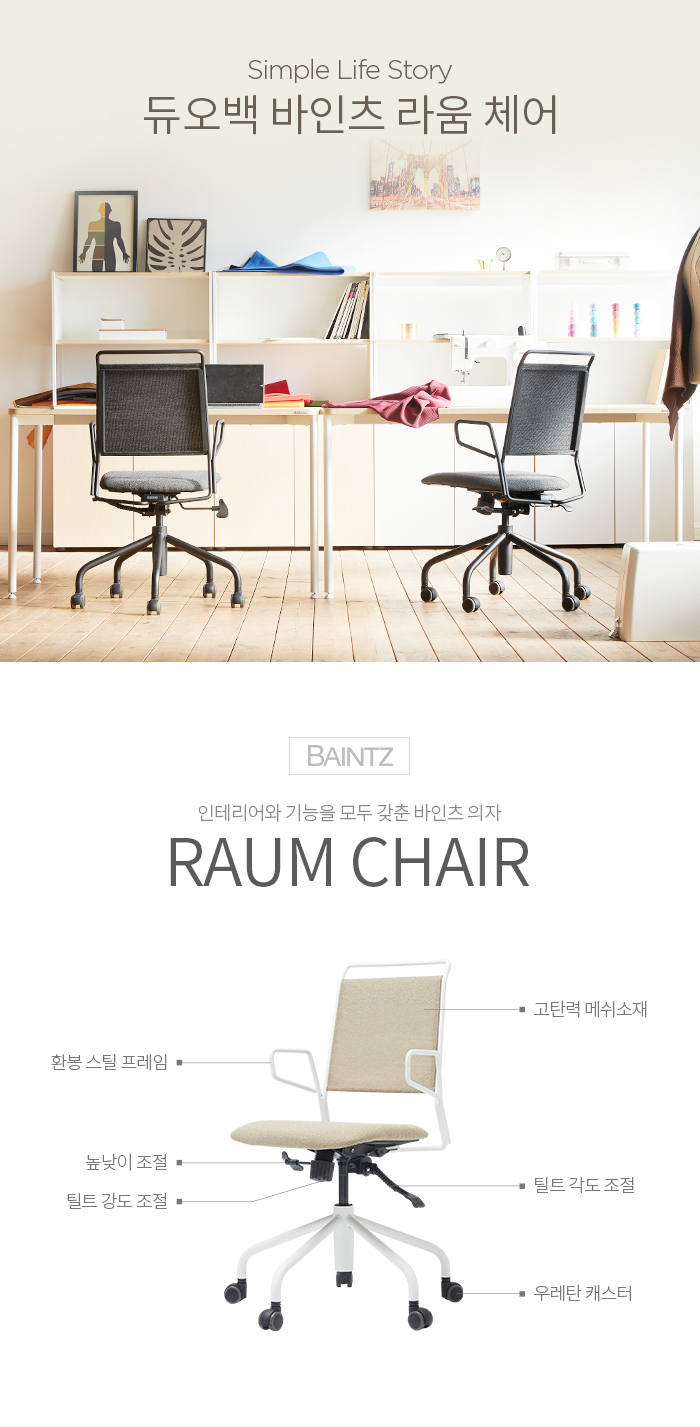 Simple Life Story
듀오백 바인츠 라움 체어
BAINTZ
인테리어와 기능을 모두 갖춘 바인츠 의자
RAUM CHAIR
고탄력 메쉬소재
환봉 스틸 프레임
높낮이 조절
틸트 각도 조절
틸트 강도 조절
우레탄 캐스터